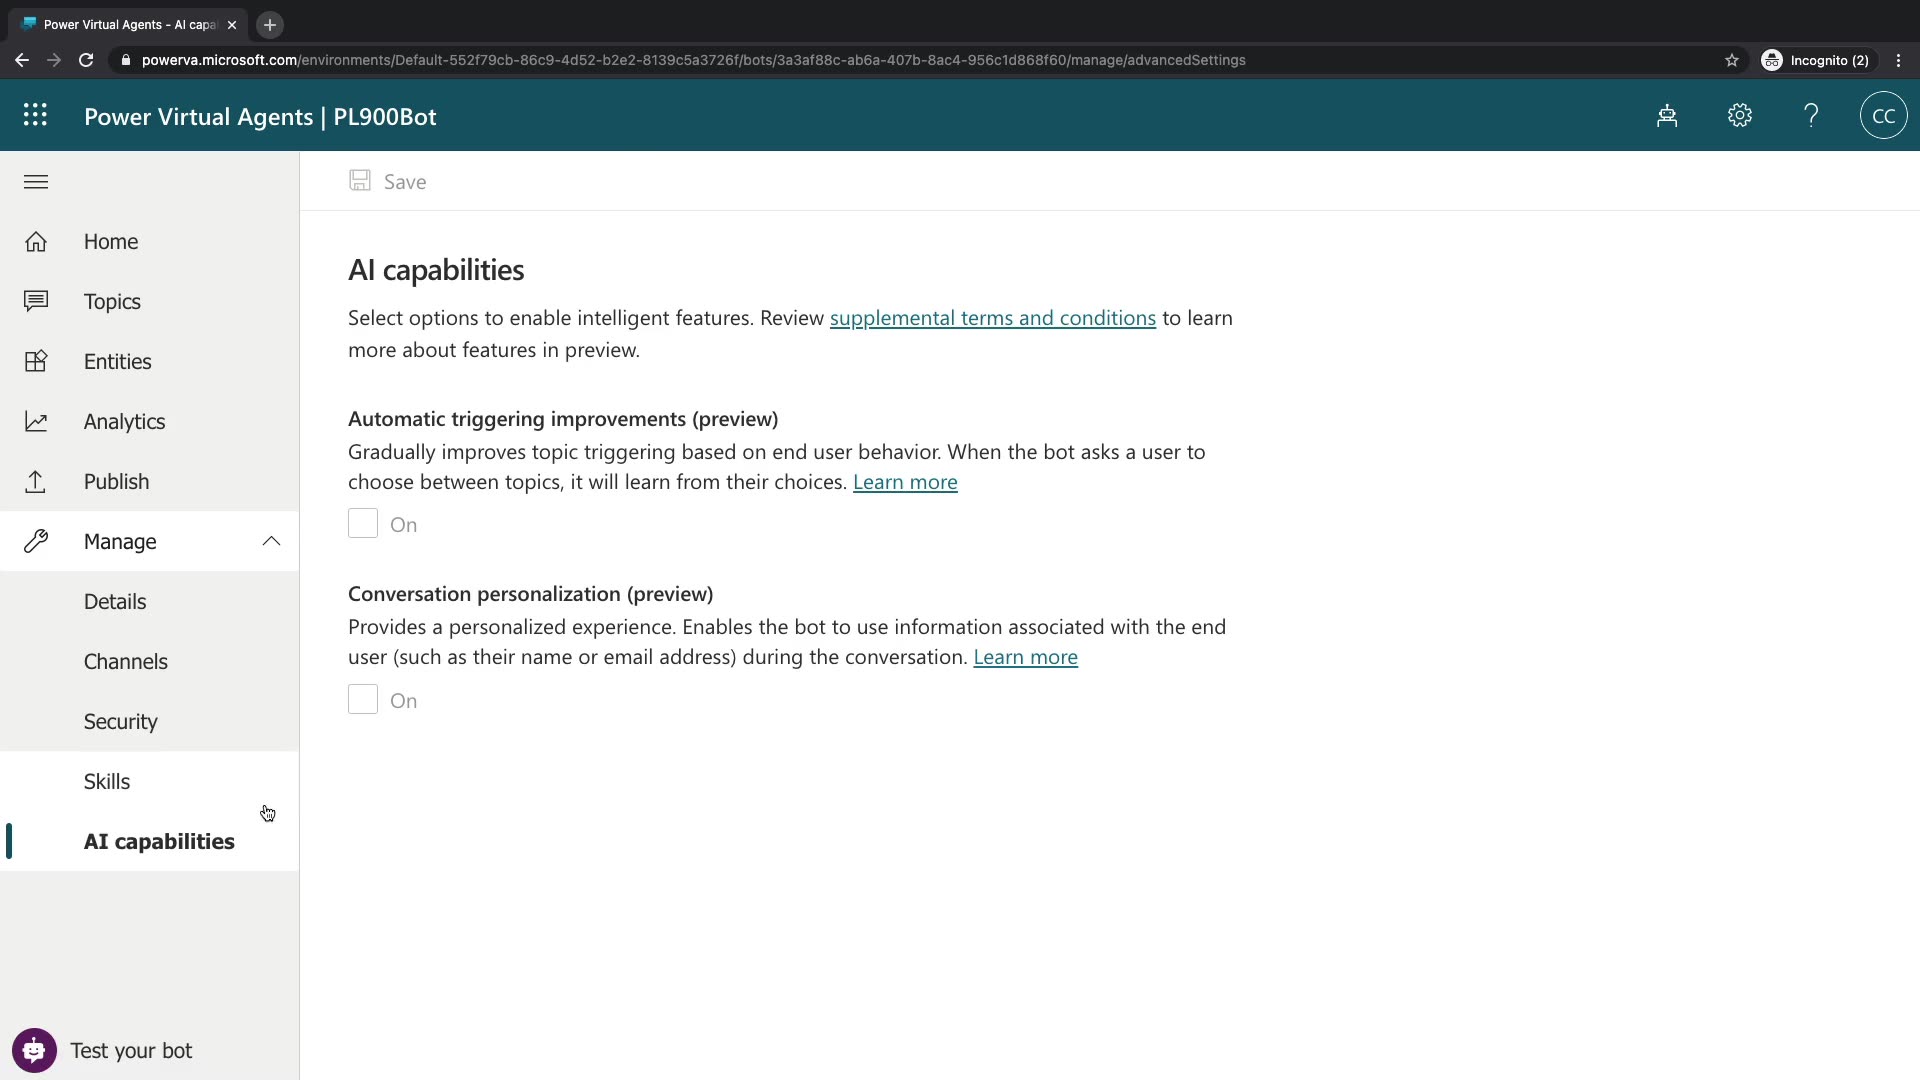 Power Virtual Agents - AI capa
powerva.microsoft.com/environments/Default-552f79cb-86c9-4d52-b2e2-8139c5a3726f/bots/3a3af88c-ab6a-407b-8ac4-956c1d868f60/manage/advancedSettings
Incognito (2)
Power Virtual Agents | PL900Bot
CC
Save
Home
Topics
Entities
Analytics
Publish
Manage
Details
Channels
Security
Skills
AI capabilities
Test your bot
AI capabilities
Select options to enable intelligent features. Review supplemental terms and conditions to learn
more about features in preview.
Automatic triggering improvements (preview)
Gradually improves topic triggering based on end user behavior. When the bot asks a user to
choose between topics, it will learn from their choices. Learn more
On
Conversation personalization (preview)
Provides a personalized experience. Enables the bot to use information associated with the end
user (such as their name or email address) during the conversation. Learn more
On